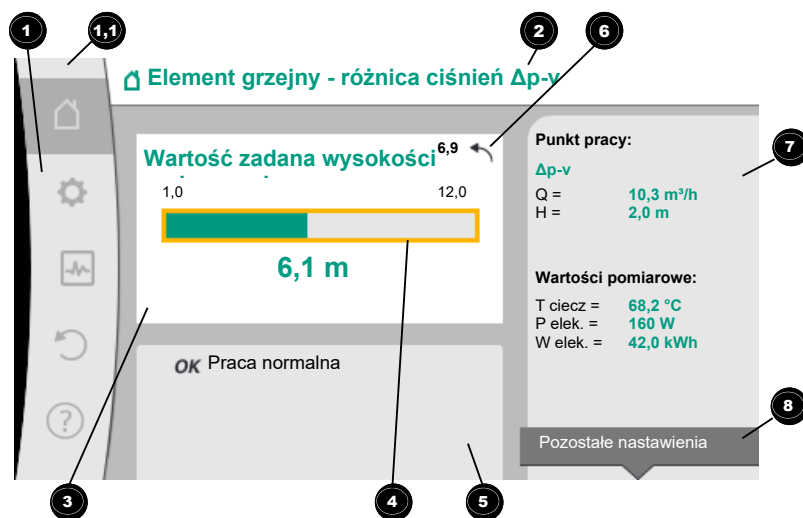 1
1,1
2
6
Element grzejny - różnica ciśnień Δp-v
Wartość zadana wysokości
6,9
1,0
12,0
6,1 m
OK Praca normalna
Punkt pracy:
Δp-v
Q = 10,3 m³/h
H = 2,0 m
Wartości pomiarowe:
T ciecz = 68,2 °C
P elek. = 160 W
W elek. = 42,0 kWh
Pozostałe nastawienia
7
8
?
3
4
5